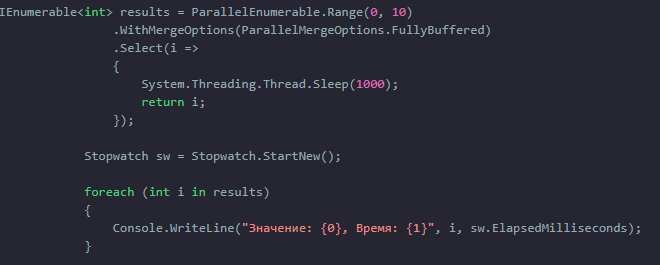 IEnumerable<int> results = ParallelEnumerable.Range(0, 10)
.WithMergeOptions(ParallelMergeOptions.FullyBuffered)
.Select(i =>
{
System.Threading.Thread.Sleep(1000);
return i;
});
Stopwatch sw = Stopwatch.StartNew();
foreach (int i in results)
{
Console.WriteLine("Значение: {0}, Время: {1}", i, sw.ElapsedMilliseconds);
}